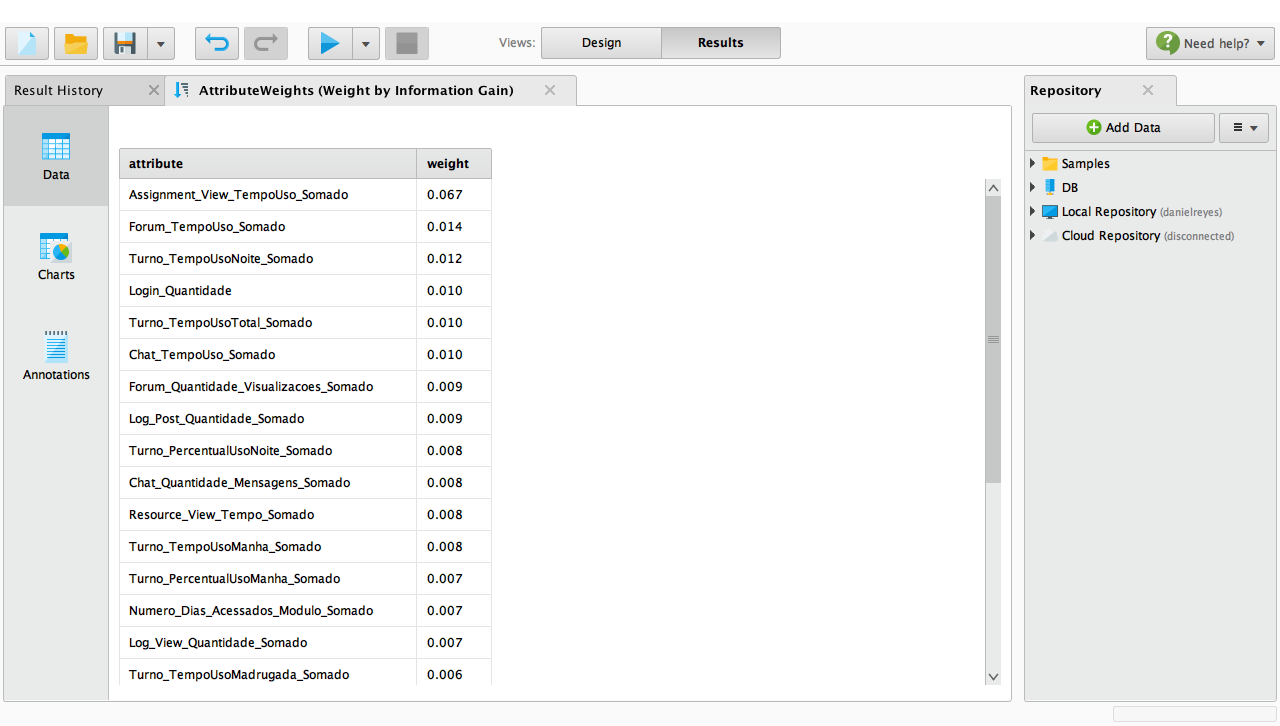 Views: Design Results Need help?
Result History AttributeWeights (Weight by Information Gain) Repository
Add Data
Data
Charts
Annotations
attribute weight
Assignment_View_TempoUso_Somado 0.067
Forum_TempoUso_Somado 0.014
Turno_TempoUsoNoite_Somado 0.012
Login_Quantidade 0.010
Turno_TempoUsoTotal_Somado 0.010
Chat_TempoUso_Somado 0.010
Forum_Quantidade_Visualizacoes_Somado 0.009
Log_Post_Quantidade_Somado 0.009
Turno_PercentualUsoNoite_Somado 0.008
Chat_Quantidade_Mensagens_Somado 0.008
Resource_View_Tempo_Somado 0.008
Turno_TempoUsoManha_Somado 0.008
Turno_PercentualUsoManha_Somado 0.007
Numero_Dias_Acessados_Modulo_Somado 0.007
Log_View_Quantidade_Somado 0.007
Turno_TempoUsoMadrugada_Somado 0.006
Samples
DB
Local Repository (danielreyes)
Cloud Repository (disconnected)